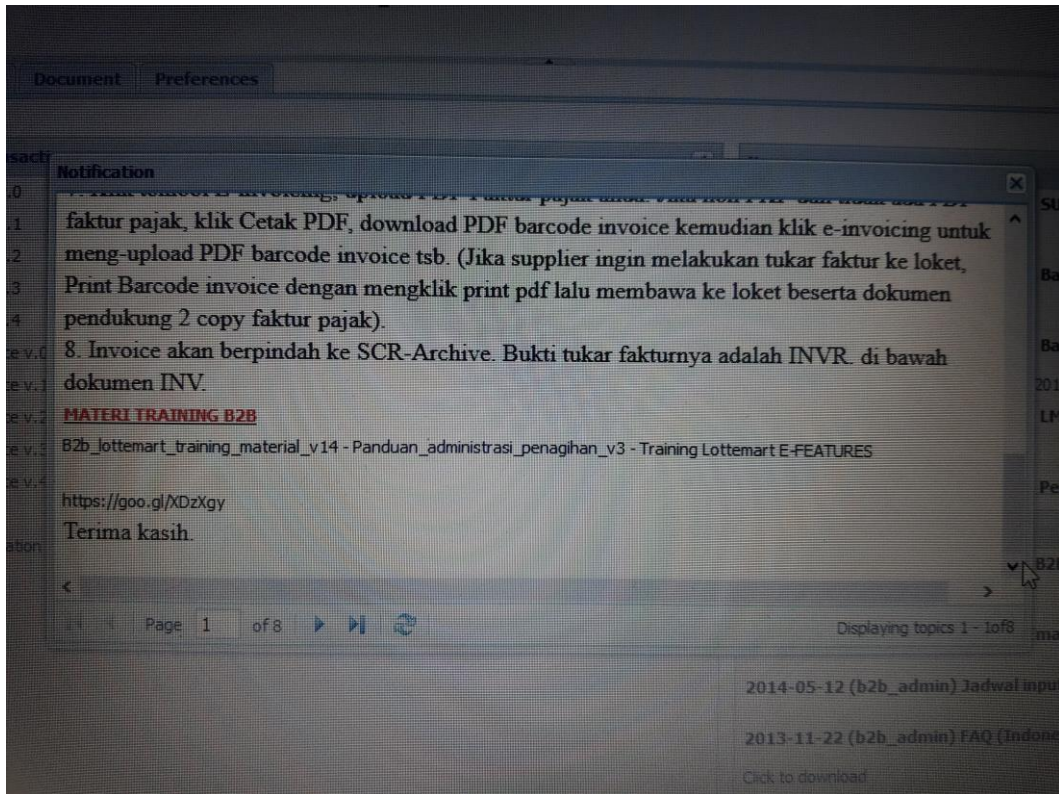 Document Preferences
Notification
faktur pajak, klik Cetak PDF, download PDF barcode invoice kemudian klik e-invoicing untuk
meng-upload PDF barcode invoice tsb. (Jika supplier ingin melakukan tukar faktur ke loket,
Print Barcode invoice dengan mengklik print pdf lalu membawa ke loket beserta dokumen
pendukung 2 copy faktur pajak).
8. Invoice akan berpindah ke SCR-Archive. Bukti tukar fakturnya adalah INVR. di bawah
dokumen INV.
MATERI TRAINING B2B
B2b_lottemart_training_material_v14 - Panduan_administrasi_penagihan_v3 - Training Lottemart E-FEATURES
https://goo.gl/XDzXgy
Terima kasih.
Page 1 of 8
Displaying topics 1 - 1of8
2014-05-12 (b2b_admin) Jadwal inpu
2013-11-22 (b2b_admin) FAQ (Indone
Click to download